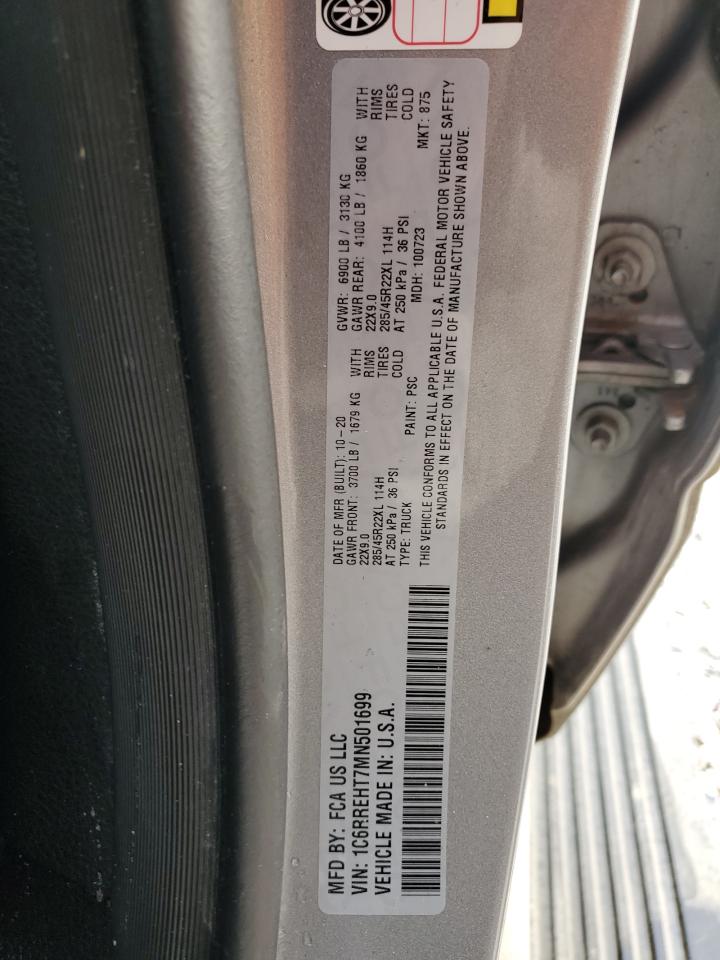 MFD BY: FCA US LLC
VIN: 1C6RREHT7MN501699
VEHICLE MADE IN: U.S.A.
DATE OF MFR (BUILT): 10-20
GAWR FRONT: 3700 LB / 1679 KG WITH
22X9.0 RIMS
285/45R22XL 114H TIRES
AT 250 kPa / 36 PSI COLD
GVWR: 6900 LB / 3130 KG
GAWR REAR: 4100 LB / 1860 KG WITH
22X9.0 RIMS
285/45R22XL 114H TIRES
AT 250 kPa / 36 PSI COLD
TYPE: TRUCK PAINT: PSC MDH: 100723 MKT: 875
THIS VEHICLE CONFORMS TO ALL APPLICABLE U.S.A. FEDERAL MOTOR VEHICLE SAFETY
STANDARDS IN EFFECT ON THE DATE OF MANUFACTURE SHOWN ABOVE.